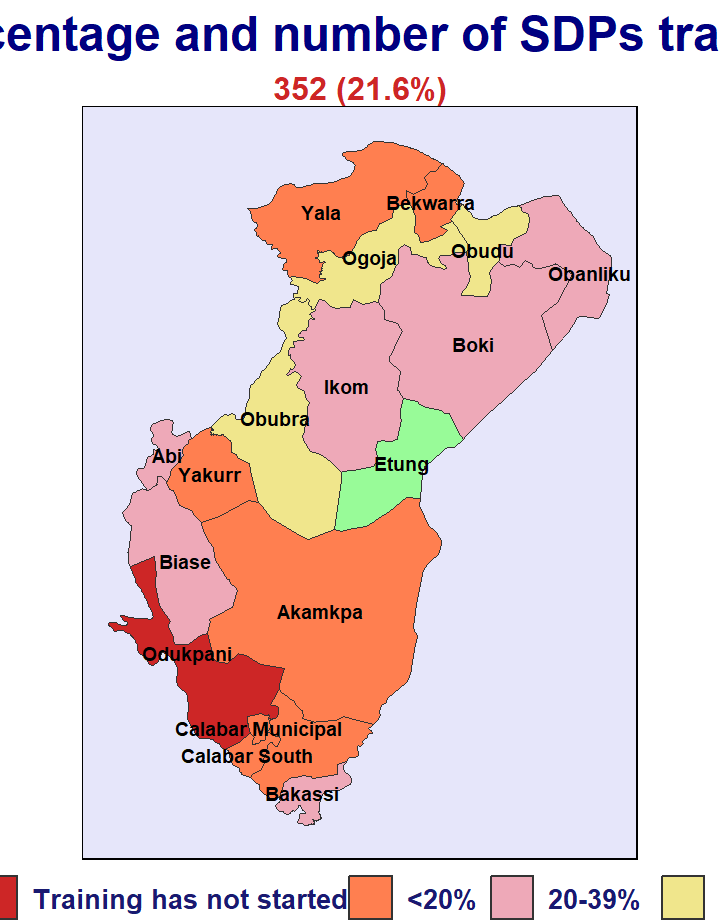 centage and number of SDPs tra
352 (21.6%)
Bekwarra
Yala
Obudu
Ogoja
Obanliku
Boki
Ikom
Obubra
Abi
Etung
Yakurr
Biase
Akamkpa
Odukpani
Calabar Municipal
Calabar South
Bakassi
Training has not started <20% 20-39%